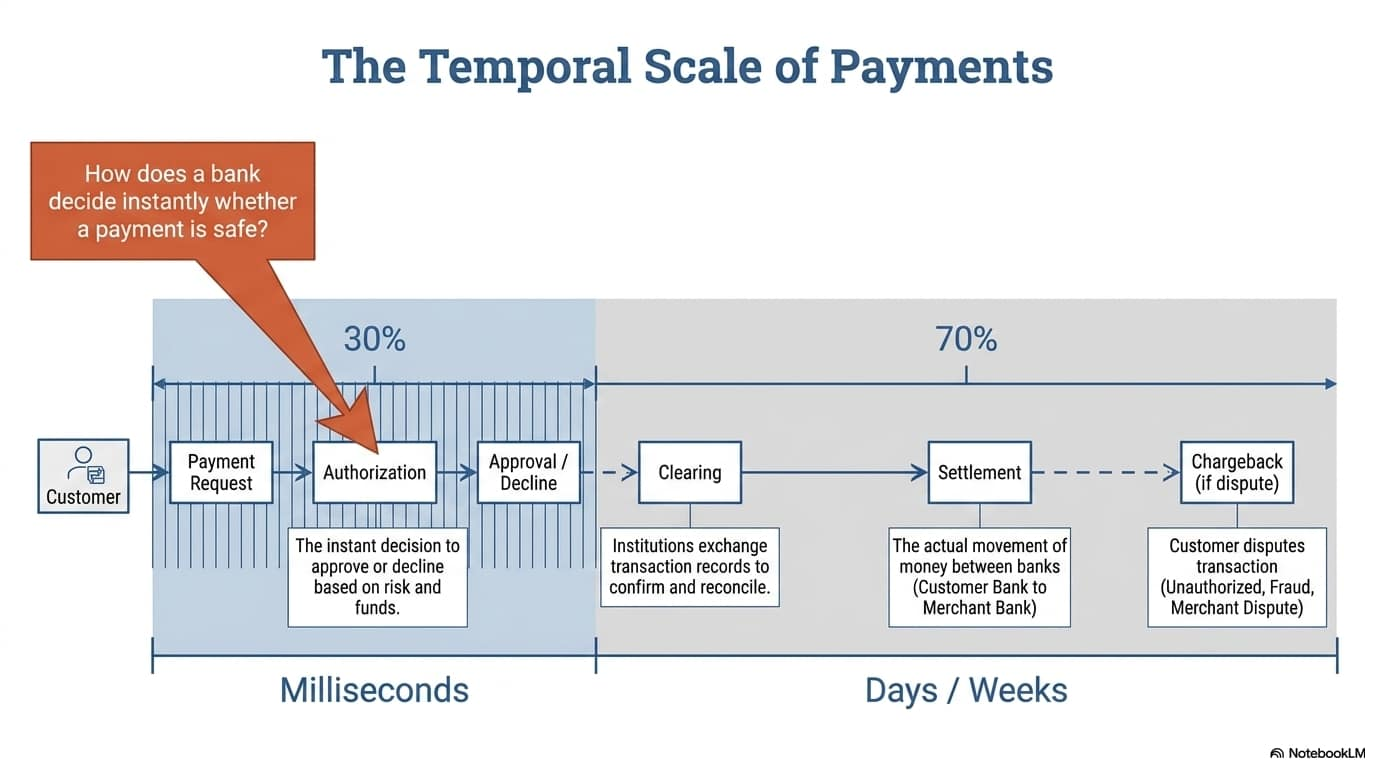 The Temporal Scale of Payments
How does a bank
decide instantly whether
a payment is safe?
30%
70%
Customer
Payment
Request
Authorization
Approval /
Decline
Clearing
Settlement
Chargeback
(if dispute)
The instant decision to
approve or decline
based on risk and
funds.
Institutions exchange
transaction records to
confirm and reconcile.
The actual movement of
money between banks
(Customer Bank to
Merchant Bank)
Customer disputes
transaction
(Unauthorized, Fraud,
Merchant Dispute)
Milliseconds
Days / Weeks
NotebookLM